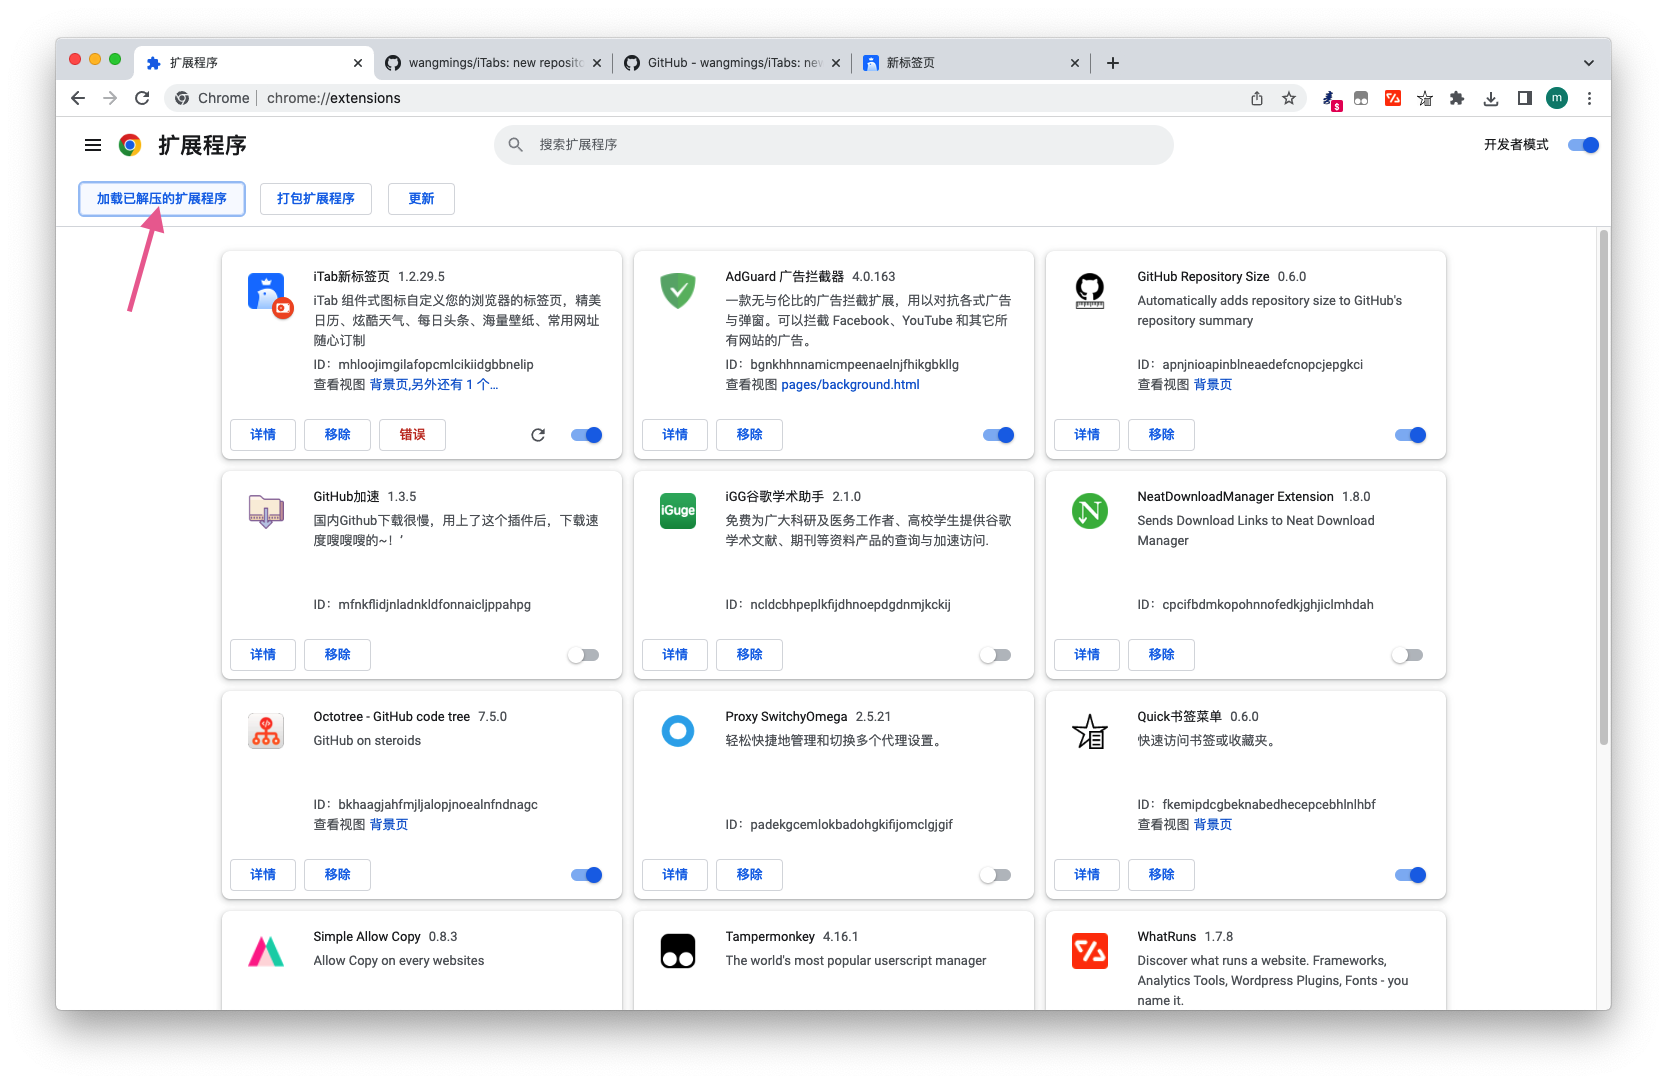 扩展程序
wangmings/iTabs: new reposito
GitHub - wangmings/iTabs: new
新标签页
Chrome
chrome://extensions
$
m
扩展程序
搜索扩展程序
开发者模式
加载已解压的扩展程序
打包扩展程序
更新
iTab新标签页 1.2.29.5
iTab 组件式图标自定义您的浏览器的标签页，精美
日历、炫酷天气、每日头条、海量壁纸、常用网址
随心订制
ID：mhloojimgilafopcmlcikiidgbbnelip
查看视图 背景页,另外还有 1 个...
详情
移除
错误
AdGuard 广告拦截器 4.0.163
一款无与伦比的广告拦截扩展，用以对抗各式广告
与弹窗。可以拦截 Facebook、YouTube 和其它所
有网站的广告。
ID：bgnkhhnnamicmpeenaelnjfhikgbkllg
查看视图 pages/background.html
详情
移除
GitHub Repository Size 0.6.0
Automatically adds repository size to GitHub's
repository summary
ID：apnjnioapinblneaedefcnopcjepgkci
查看视图 背景页
详情
移除
GitHub加速 1.3.5
国内Github下载很慢，用上了这个插件后，下载速
度嗖嗖嗖的~！‘
ID：mfnkflidjnladnkldfonnaicljppahpg
详情
移除
iGuge
iGG谷歌学术助手 2.1.0
免费为广大科研及医务工作者、高校学生提供谷歌
学术文献、期刊等资料产品的查询与加速访问.
ID：ncldcbhpeplkfijdhnoepdgdnmjkckij
详情
移除
N
NeatDownloadManager Extension 1.8.0
Sends Download Links to Neat Download
Manager
ID：cpcifbdmkopohnnofedkjghjiclmhdah
详情
移除
Octotree - GitHub code tree 7.5.0
GitHub on steroids
ID：bkhaagjahfmjljalopjnoealnfndnagc
查看视图 背景页
详情
移除
Proxy SwitchyOmega 2.5.21
轻松快捷地管理和切换多个代理设置。
ID：padekgcemlokbadohgkifijomclgjgif
详情
移除
Quick书签菜单 0.6.0
快速访问书签或收藏夹。
ID：fkemipdcgbeknabedhecepcebhlnlhbf
查看视图 背景页
详情
移除
Simple Allow Copy 0.8.3
Allow Copy on every websites
Tampermonkey 4.16.1
The world's most popular userscript manager
WhatRuns 1.7.8
Discover what runs a website. Frameworks,
Analytics Tools, Wordpress Plugins, Fonts - you
name it.